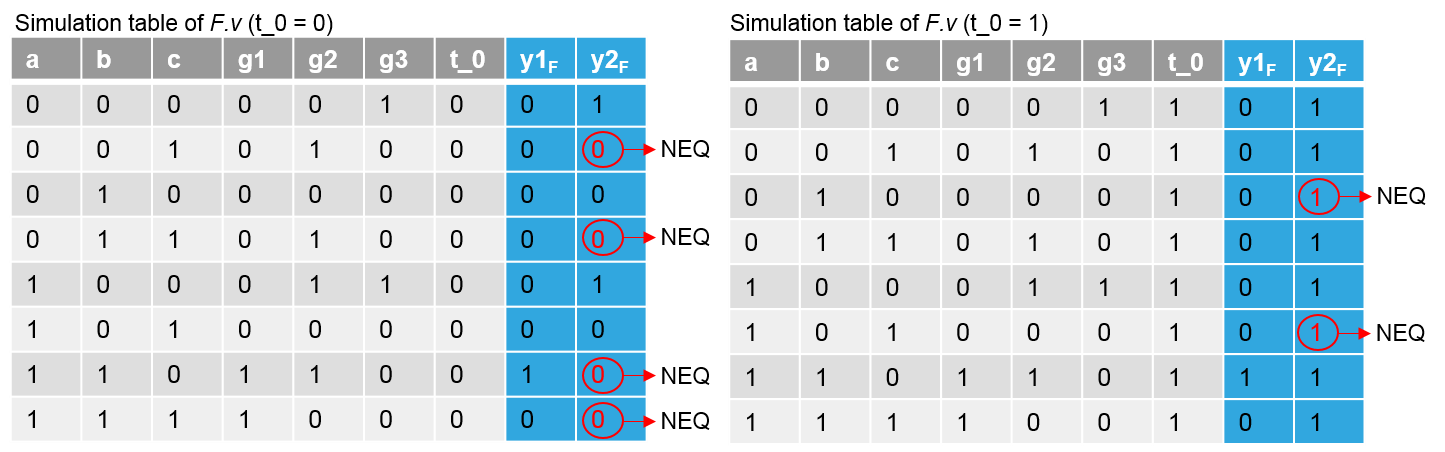 Simulation table of F.v (t_0 = 0)
a b c g1 g2 g3 t_0 y1F y2F
0 0 0 0 0 1 0 0 1
0 0 1 0 1 0 0 0 0 NEQ
0 1 0 0 0 0 0 0 0
0 1 1 0 1 0 0 0 0 NEQ
1 0 0 0 1 1 0 0 1
1 0 1 0 0 0 0 0 0
1 1 0 1 1 0 0 1 0 NEQ
1 1 1 1 0 0 0 0 0 NEQ
Simulation table of F.v (t_0 = 1)
a b c g1 g2 g3 t_0 y1F y2F
0 0 0 0 0 1 1 0 1
0 0 1 0 1 0 1 0 1
0 1 0 0 0 0 1 0 1 NEQ
0 1 1 0 1 0 1 0 1
1 0 0 0 1 1 1 0 1
1 0 1 0 0 0 1 0 1 NEQ
1 1 0 1 1 0 1 1 1
1 1 1 1 0 0 1 0 1